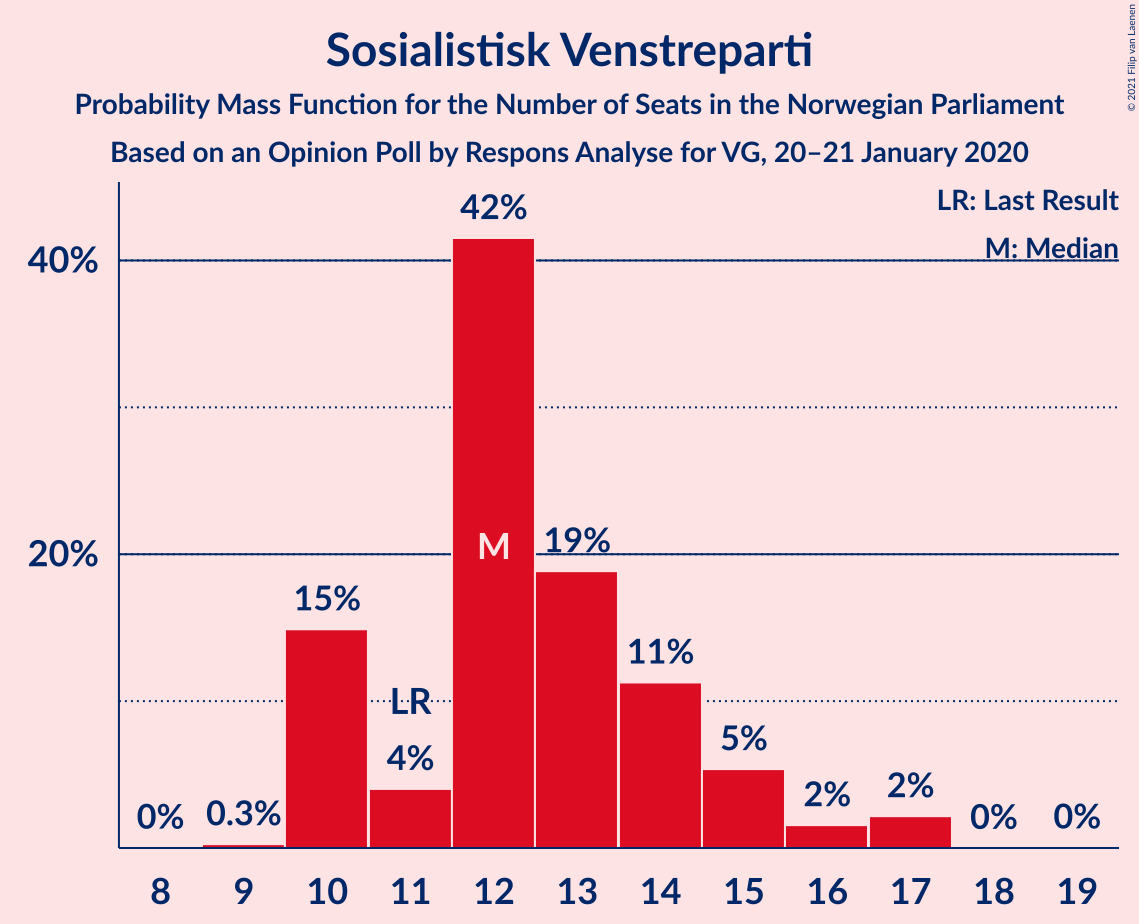 © 2021 Filip van Laenen
Sosialistisk Venstreparti
Probability Mass Function for the Number of Seats in the Norwegian Parliament
Based on an Opinion Poll by Respons Analyse for VG, 20–21 January 2020
LR: Last Result
M: Median
42%
40%
M
19%
20%
15%
11%
LR
4%
5%
2%
2%
0%
0.3%
0%
0%
8 9 10 11 12 13 14 15 16 17 18 19